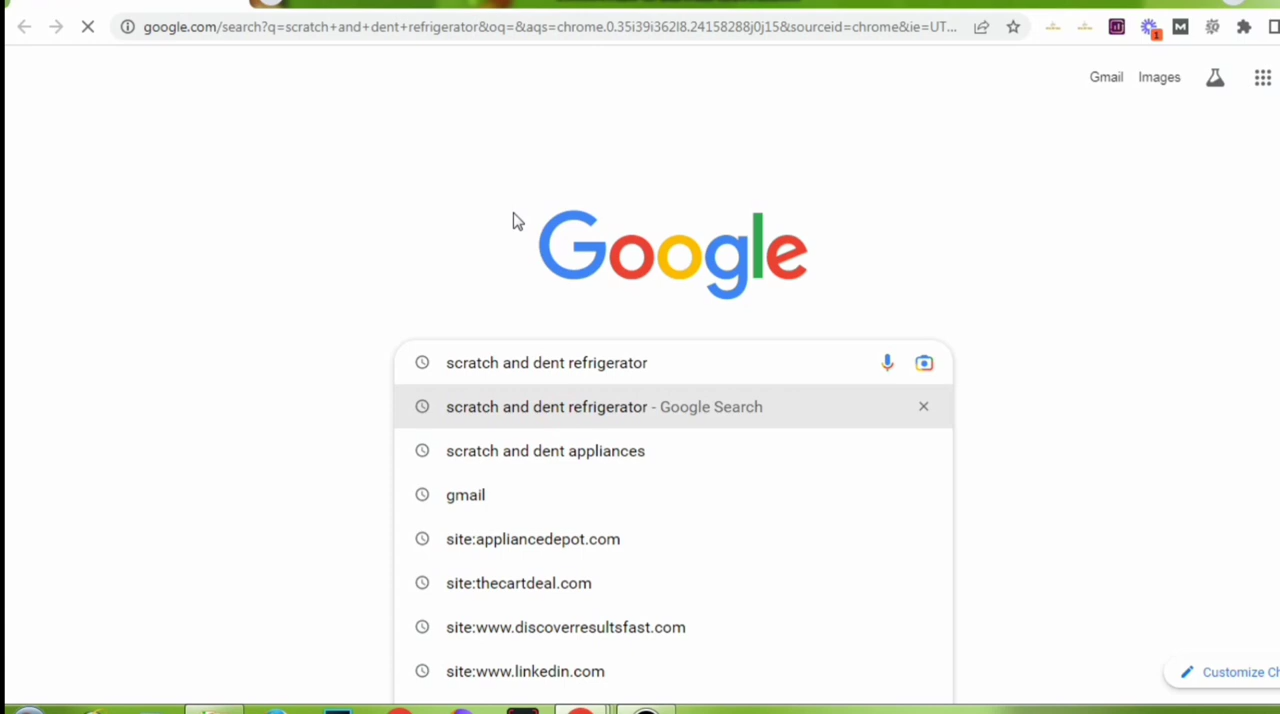 google.com/search?q=scratch+and+dent+refrigerator&oq=&aqs=chrome.0.35i39i362l8.24158288j0j15&sourceid=chrome&ie=UT...
1
Gmail Images
Google
scratch and dent refrigerator
scratch and dent refrigerator - Google Search
scratch and dent appliances
gmail
site:appliancedepot.com
site:thecartdeal.com
site:www.discoverresultsfast.com
site:www.linkedin.com
Customize Ch